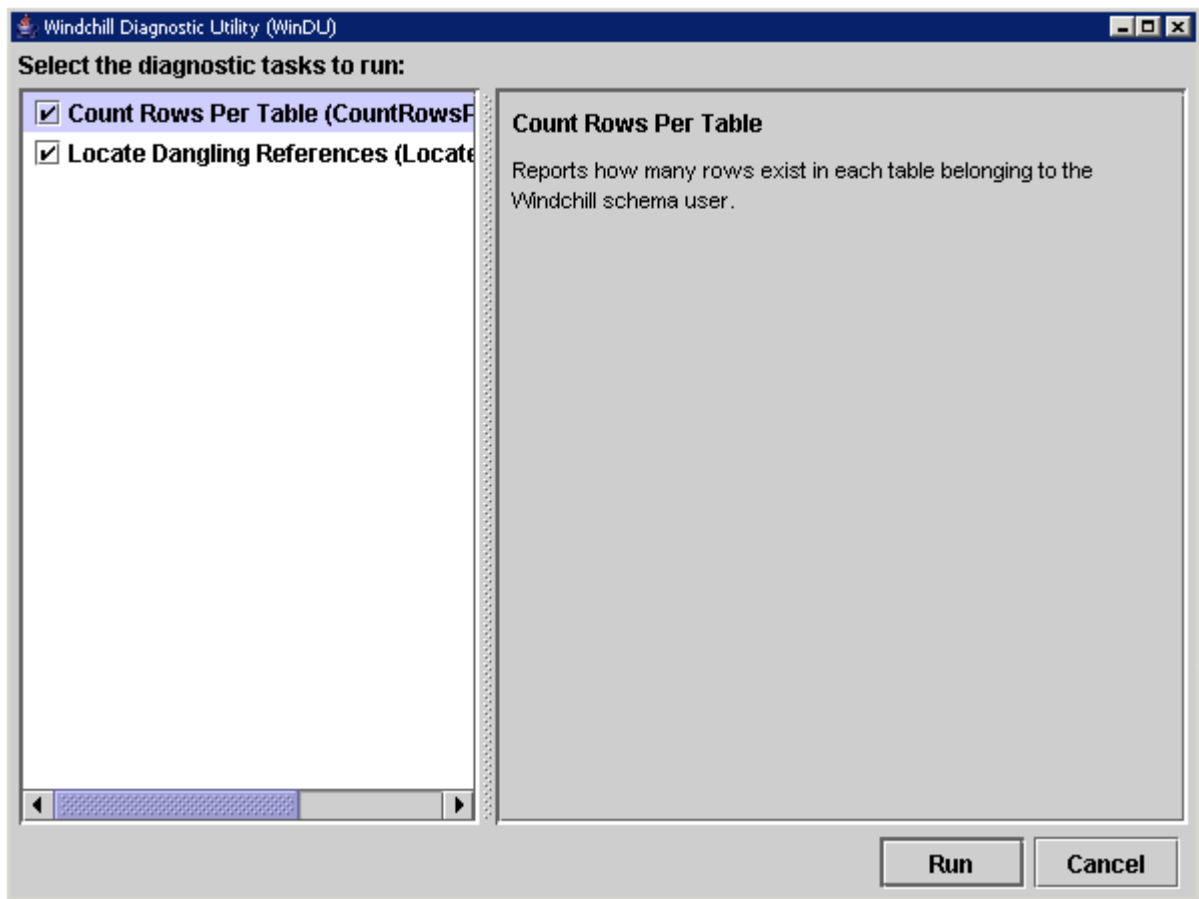 Windchill Diagnostic Utility (WinDU)
Select the diagnostic tasks to run:
Count Rows Per Table (CountRowsP
Locate Dangling References (Locate
Count Rows Per Table
Reports how many rows exist in each table belonging to the
Windchill schema user.
Run Cancel